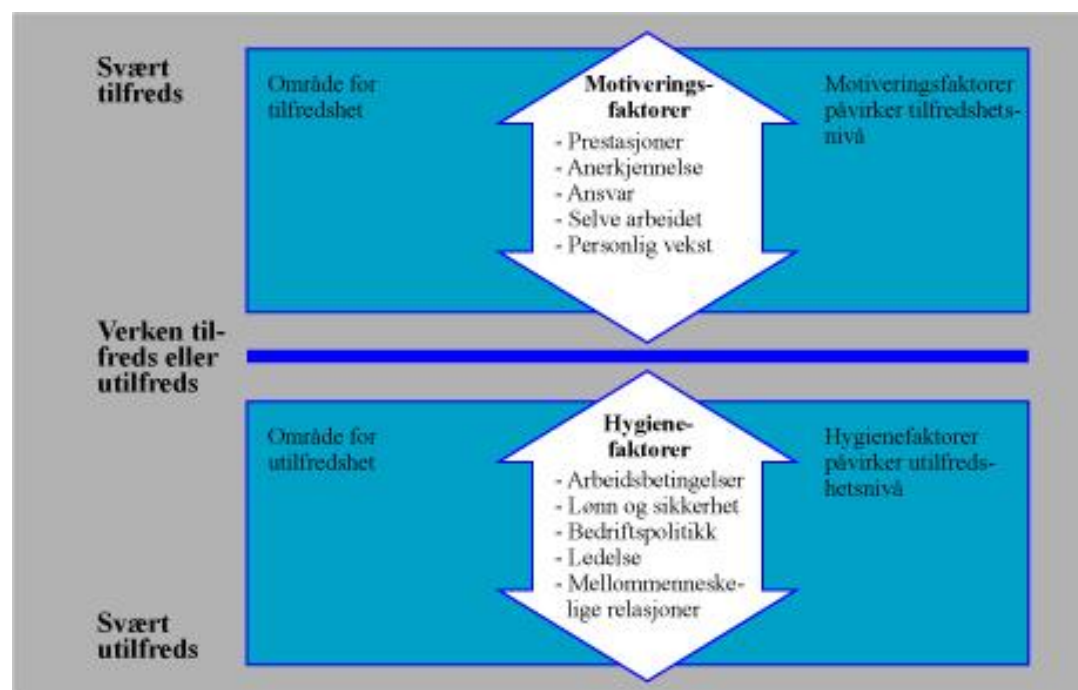 Svært
tilfreds
Område for
tilfredshet
Motiverings-
faktorer
- Prestasjoner
- Anerkjennelse
- Ansvar
- Selve arbeidet
- Personlig vekst
Motiveringsfaktorer
påvirker tilfredshets-
nivå
Verken til-
freds eller
utilfreds
Område for
utilfredshet
Hygiene-
faktorer
- Arbeidsbetingelser
- Lønn og sikkerhet
- Bedriftspolitikk
- Ledelse
- Mellommenneske-
lige relasjoner
Hygienefaktorer
påvirker utilfreds-
hetsnivå
Svært
utilfreds